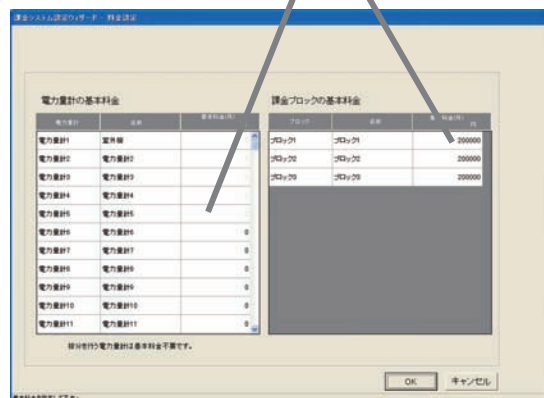 課金システム設定ウィザード - 料金設定
電力量計の基本料金
電力量計 名称 基本料金(月)
電力量計1 室外機
電力量計2 電力量計2
電力量計3 電力量計3
電力量計4 電力量計4
電力量計5 電力量計5
電力量計6 電力量計6 0
電力量計7 電力量計7 0
電力量計8 電力量計8 0
電力量計9 電力量計9 0
電力量計10 電力量計10 0
電力量計11 電力量計11 0
按分を行う電力量計は基本料金不要です。
課金ブロックの基本料金
ブロック 名称 料金(月) 円
ブロック1 ブロック1 200000
ブロック2 ブロック2 200000
ブロック3 ブロック3 200000
OK キャンセル